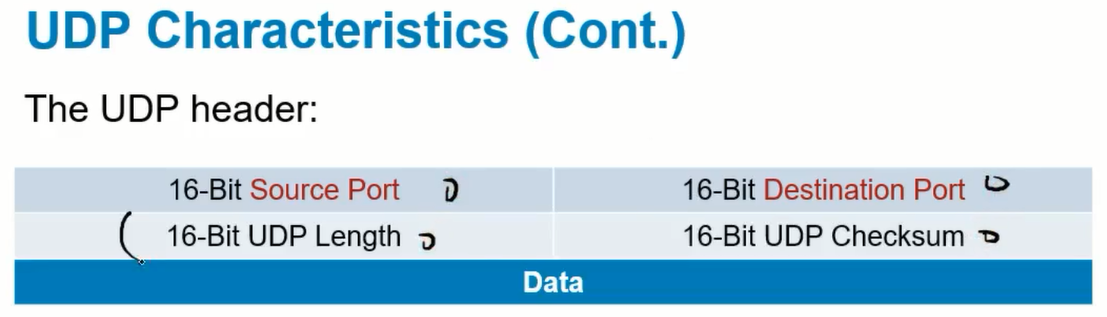 UDP Characteristics (Cont.)
The UDP header:
16-Bit Source Port 16-Bit Destination Port
16-Bit UDP Length 16-Bit UDP Checksum
Data